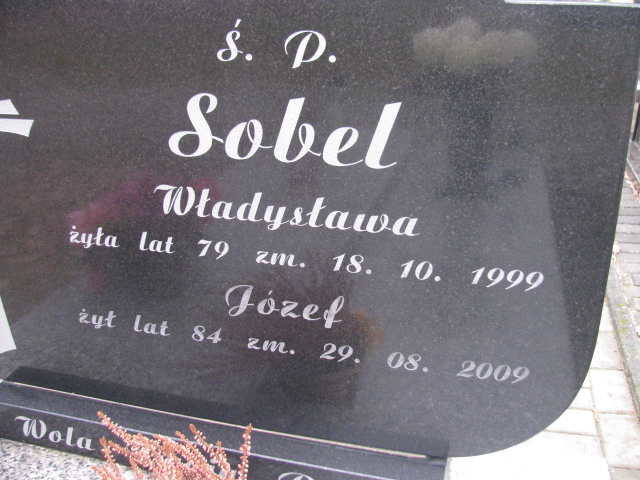 ś. P.
Sobel
Władysława
żyła lat 79 zm. 18. 10. 1999
Józef
żył lat 84 zm. 29. 08. 2009
Wola